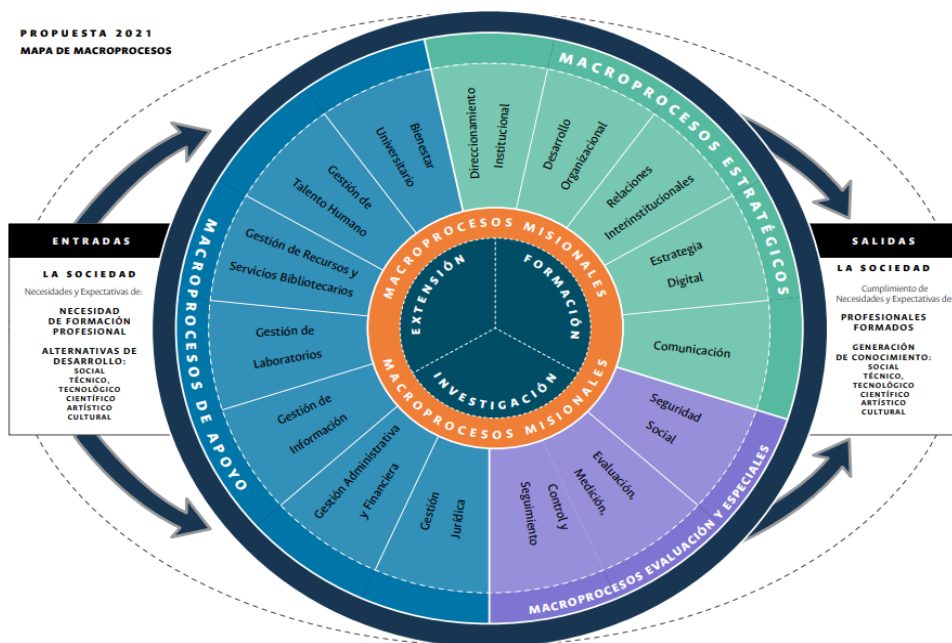 PROPUESTA 2021
MAPA DE MACROPROCESOS
ENTRADAS
LA SOCIEDAD
Necesidades y Expectativas de:
NECESIDAD
DE FORMACIÓN
PROFESIONAL
ALTERNATIVAS DE
DESARROLLO:
SOCIAL
TÉCNICO,
TECNOLÓGICO
CIENTÍFICO
ARTÍSTICO
CULTURAL
MACROPROCESOS DE APOYO
Bienestar
Universitario
Gestión de
Talento Humano
Gestión de Recursos y
Servicios Bibliotecarios
Gestión de
Laboratorios
Gestión de
Información
Gestión Administrativa
y Financiera
Gestión
Jurídica
MACROPROCESOS ESTRATÉGICOS
Direccionamiento
Institucional
Desarrollo
Organizacional
Relaciones
Interinstitucionales
Estrategia
Digital
Comunicación
MACROPROCESOS MISIONALES
EXTENSIÓN
FORMACIÓN
INVESTIGACIÓN
MACROPROCESOS MISIONALES
Seguridad
Social
Evaluación,
Medición,
Control y
Seguimiento
MACROPROCESOS EVALUACIÓN Y ESPECIALES
SALIDAS
LA SOCIEDAD
Cumplimiento de
Necesidades y Expectativas de
PROFESIONALES
FORMADOS
GENERACIÓN
DE CONOCIMIENTO:
SOCIAL
TÉCNICO,
TECNOLÓGICO
CIENTÍFICO
ARTÍSTICO
CULTURAL